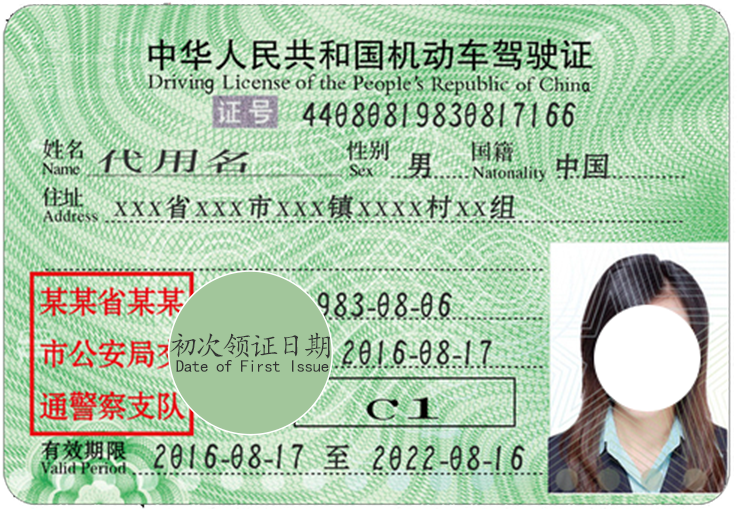 中华人民共和国机动车驾驶证
Driving License of the People's Republic of China
证号 44080819830817166
姓名 代用名 性别 男 国籍 中国
Name Sex Natonality
住址 xxx省xxx市xxx镇xxxx村xx组
Address
某某省某某
市公安局交
通警察支队
983-08-06
初次领证日期 2016-08-17
Date of First Issue
C1
有效期限 2016-08-17 至 2022-08-16
Valid Period